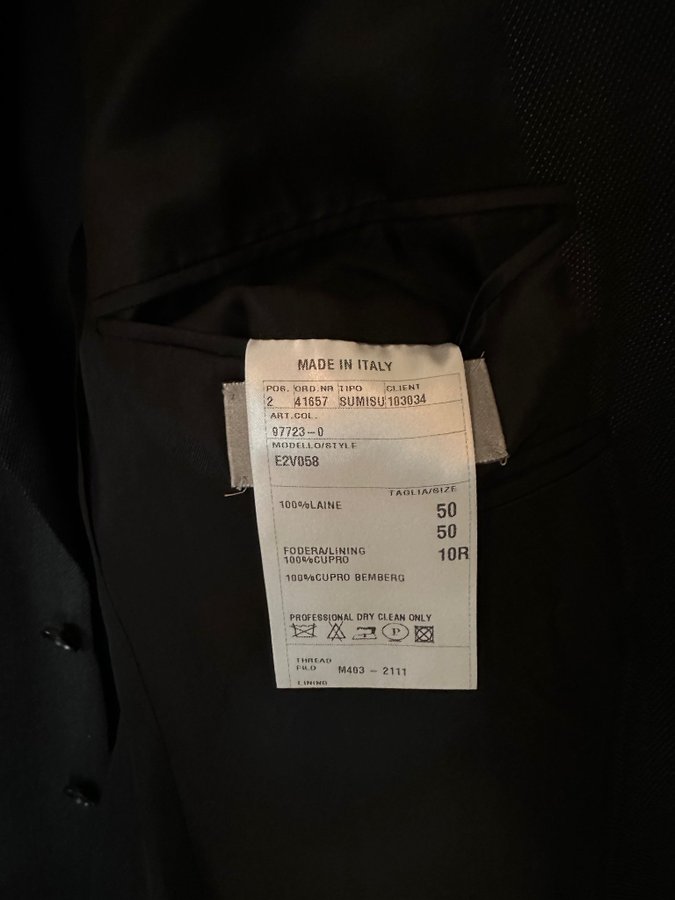 MADE IN ITALY
POS. ORD.NR TIPO CLIENT
2 41657 SUMISU 103034
ART.COL.
97723-0
MODELLO/STYLE
E2V058
TAGLIA/SIZE
100%LAINE 50
50
FODERA/LINING 10R
100%CUPRO
100%CUPRO BEMBERG
PROFESSIONAL DRY CLEAN ONLY
P
THREAD
FILO M403 - 2111
LINING